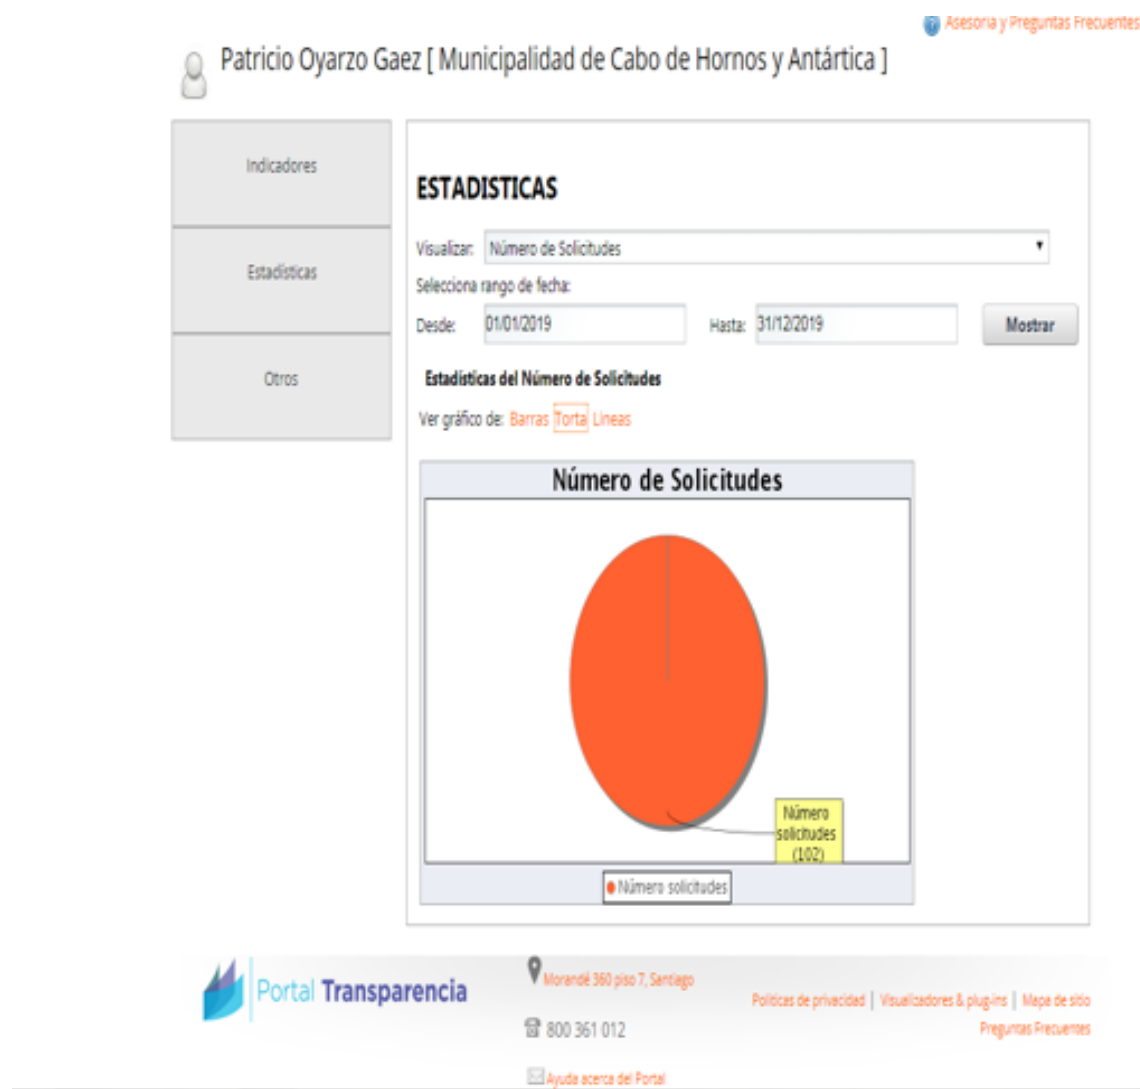 Asesoria y Preguntas Frecuentes
Patricio Oyarzo Gaez [ Municipalidad de Cabo de Hornos y Antártica ]
Indicadores
Estadísticas
Otros
ESTADISTICAS
Visualizar: Número de Solicitudes
Selecciona rango de fecha:
Desde: 01/01/2019 Hasta: 31/12/2019 Mostrar
Estadísticas del Número de Solicitudes
Ver gráfico de: Barras Torta Lineas
Número de Solicitudes
Número
solicitudes
(102)
Número solicitudes
Portal Transparencia
Morandé 360 piso 7, Santiago
800 361 012
Ayuda acerca del Portal
Políticas de privacidad | Visualizadores & plug-ins | Mapa de sitio
Preguntas Frecuentes